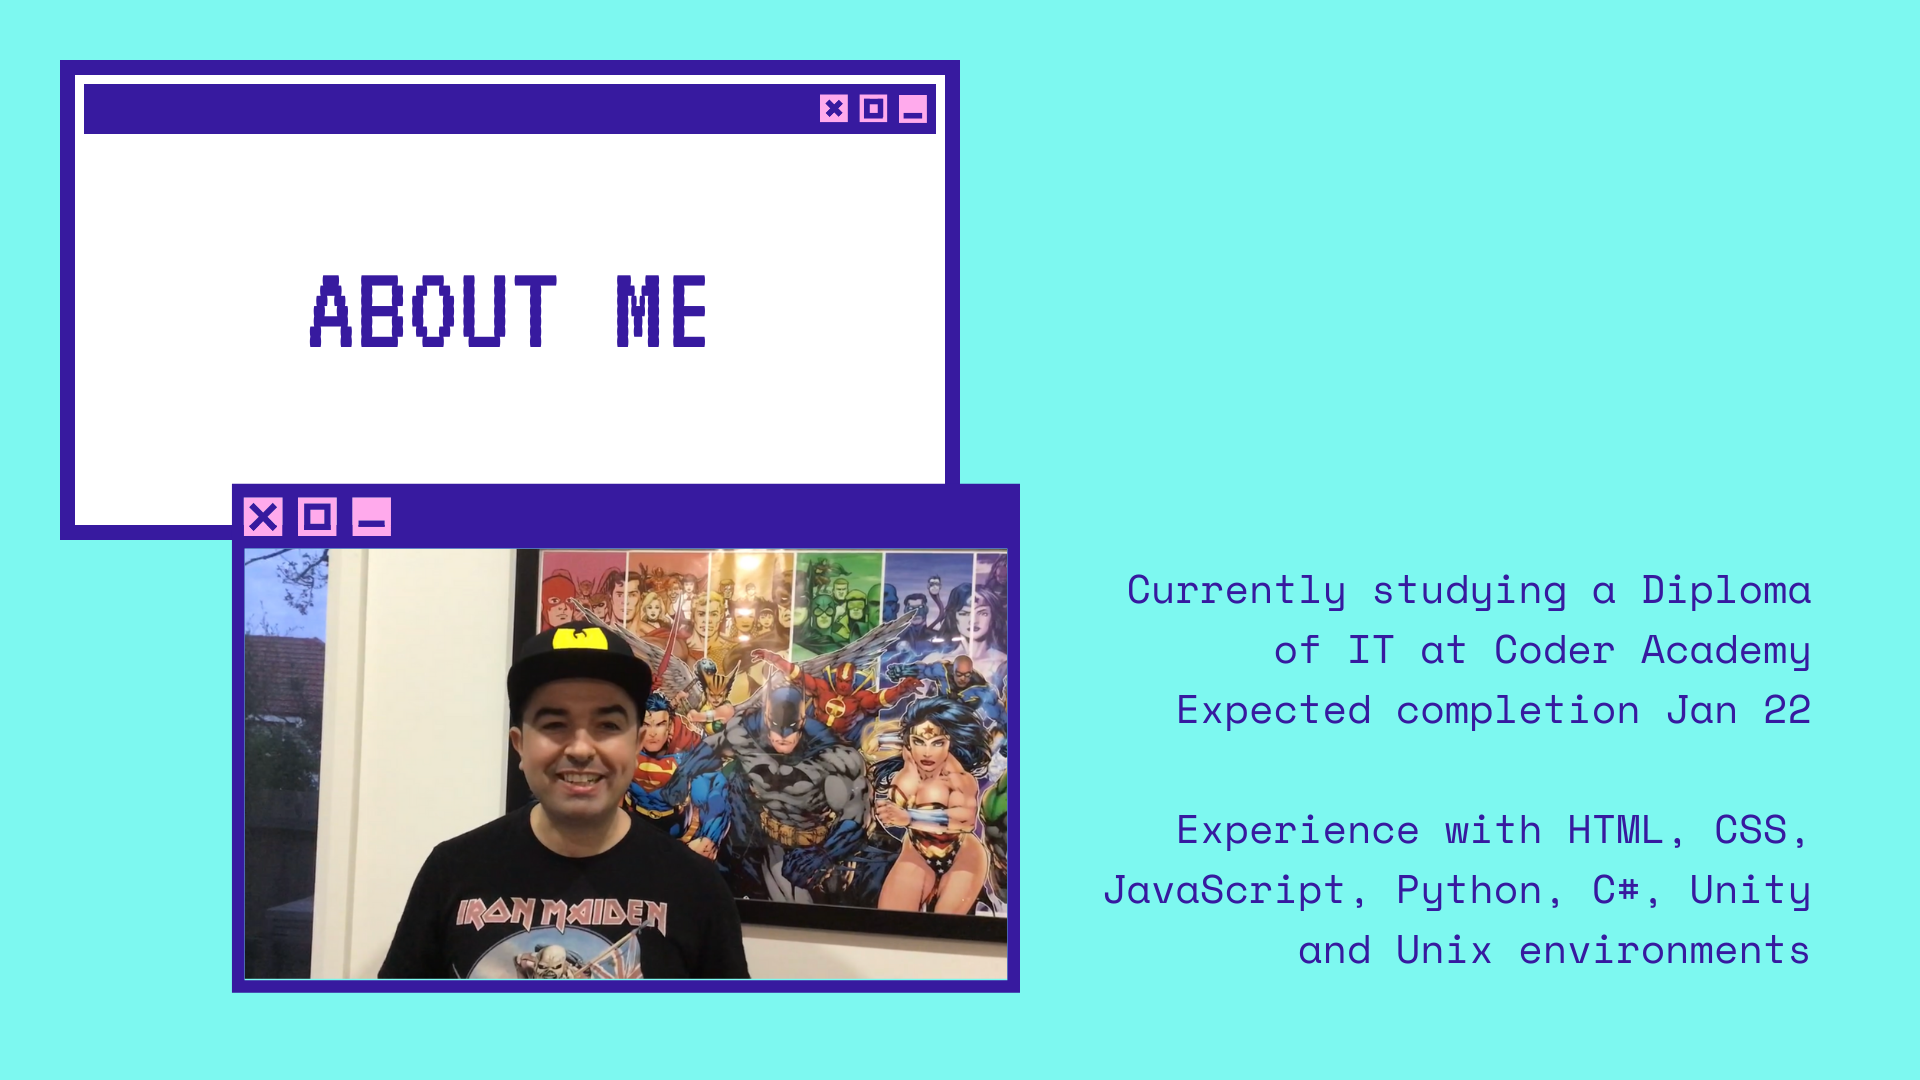 ABOUT ME
IRON MAIDEN
Currently studying a Diploma
of IT at Coder Academy
Expected completion Jan 22
Experience with HTML, CSS,
JavaScript, Python, C#, Unity
and Unix environments